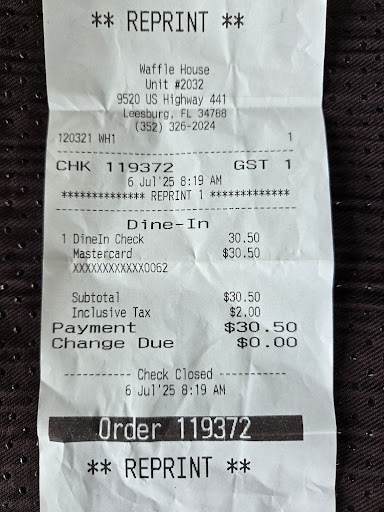 ** REPRINT **
Waffle House
Unit #2032
9520 US Highway 441
Leesburg, FL 34788
(352) 326-2024
120321 WH1 1
CHK 119372 GST 1
6 Jul'25 8:19 AM
************** REPRINT 1 *************
Dine-In
1 DineIn Check 30.50
Mastercard $30.50
XXXXXXXXXXXX0062
Subtotal $30.50
Inclusive Tax $2.00
Payment $30.50
Change Due $0.00
---------- Check Closed ----------
6 Jul'25 8:19 AM
Order 119372
** REPRINT **